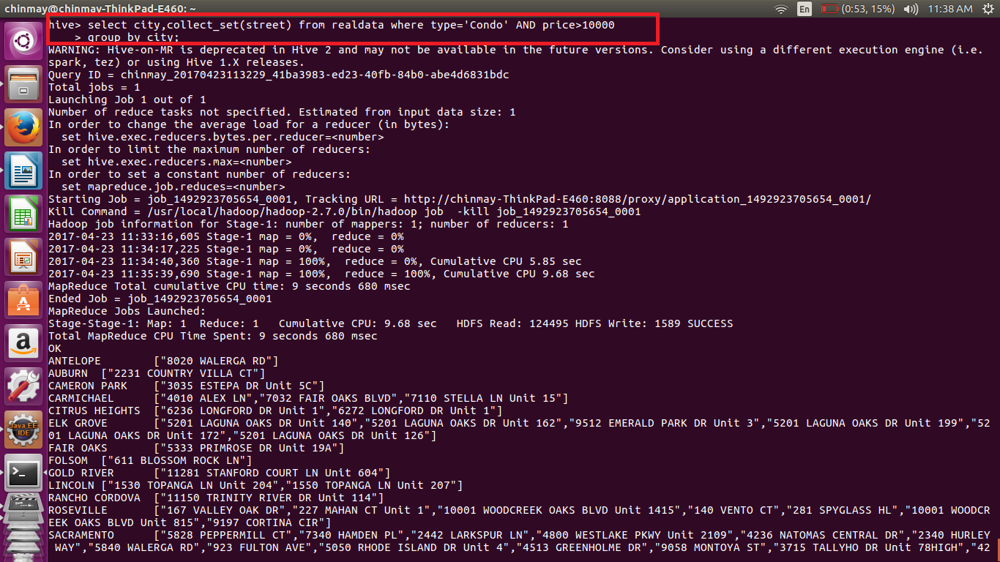 chinmay@chinmay-ThinkPad-E460: ~
En
(0:53, 15%)
11:38 AM
hive> select city,collect_set(street) from realdata where type='Condo' AND price>10000
    > group by city;
WARNING: Hive-on-MR is deprecated in Hive 2 and may not be available in the future versions. Consider using a different execution engine (i.e.
spark, tez) or using Hive 1.X releases.
Query ID = chinmay_20170423113229_41ba3983-ed23-40fb-84b0-abe4d6831bdc
Total jobs = 1
Launching Job 1 out of 1
Number of reduce tasks not specified. Estimated from input data size: 1
In order to change the average load for a reducer (in bytes):
  set hive.exec.reducers.bytes.per.reducer=<number>
In order to limit the maximum number of reducers:
  set hive.exec.reducers.max=<number>
In order to set a constant number of reducers:
  set mapreduce.job.reduces=<number>
Starting Job = job_1492923705654_0001, Tracking URL = http://chinmay-ThinkPad-E460:8088/proxy/application_1492923705654_0001/
Kill Command = /usr/local/hadoop/hadoop-2.7.0/bin/hadoop job  -kill job_1492923705654_0001
Hadoop job information for Stage-1: number of mappers: 1; number of reducers: 1
2017-04-23 11:33:16,605 Stage-1 map = 0%,  reduce = 0%
2017-04-23 11:34:17,225 Stage-1 map = 0%,  reduce = 0%
2017-04-23 11:34:40,360 Stage-1 map = 100%,  reduce = 0%, Cumulative CPU 5.85 sec
2017-04-23 11:35:39,690 Stage-1 map = 100%,  reduce = 100%, Cumulative CPU 9.68 sec
MapReduce Total cumulative CPU time: 9 seconds 680 msec
Ended Job = job_1492923705654_0001
MapReduce Jobs Launched:
Stage-Stage-1: Map: 1  Reduce: 1   Cumulative CPU: 9.68 sec   HDFS Read: 124495 HDFS Write: 1589 SUCCESS
Total MapReduce CPU Time Spent: 9 seconds 680 msec
OK
ANTELOPE	["8020 WALERGA RD"]
AUBURN	["2231 COUNTRY VILLA CT"]
CAMERON PARK	["3035 ESTEPA DR Unit 5C"]
CARMICHAEL	["4010 ALEX LN","7032 FAIR OAKS BLVD","7110 STELLA LN Unit 15"]
CITRUS HEIGHTS	["6236 LONGFORD DR Unit 1","6272 LONGFORD DR Unit 1"]
ELK GROVE	["5201 LAGUNA OAKS DR Unit 140","5201 LAGUNA OAKS DR Unit 162","9512 EMERALD PARK DR Unit 3","5201 LAGUNA OAKS DR Unit 199","52
01 LAGUNA OAKS DR Unit 172","5201 LAGUNA OAKS DR Unit 126"]
FAIR OAKS	["5333 PRIMROSE DR Unit 19A"]
FOLSOM	["611 BLOSSOM ROCK LN"]
GOLD RIVER	["11281 STANFORD COURT LN Unit 604"]
LINCOLN	["1530 TOPANGA LN Unit 204","1550 TOPANGA LN Unit 207"]
RANCHO CORDOVA	["11150 TRINITY RIVER DR Unit 114"]
ROSEVILLE	["167 VALLEY OAK DR","227 MAHAN CT Unit 1","10001 WOODCREEK OAKS BLVD Unit 1415","140 VENTO CT","281 SPYGLASS HL","10001 WOODCR
EEK OAKS BLVD Unit 815","9197 CORTINA CIR"]
SACRAMENTO	["5828 PEPPERMILL CT","7340 HAMDEN PL","2442 LARKSPUR LN","4800 WESTLAKE PKWY Unit 2109","4236 NATOMAS CENTRAL DR","2340 HURLEY
 WAY","5840 WALERGA RD","923 FULTON AVE","5050 RHODE ISLAND DR Unit 4","4513 GREENHOLME DR","9058 MONTOYA ST","3715 TALLYHO DR Unit 78HIGH","42
Java EE
IDE